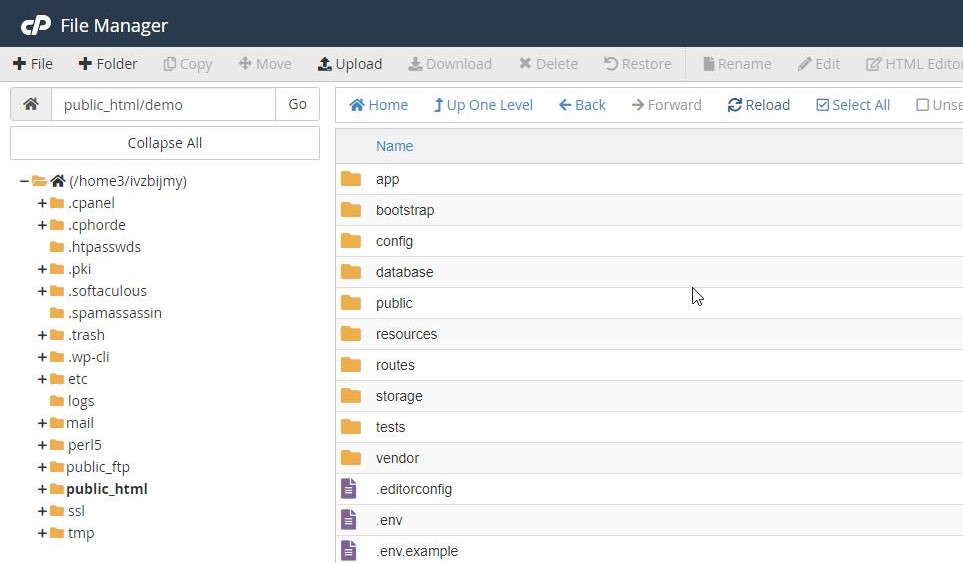 cP File Manager
File Folder Copy Move Upload Download Delete Restore Rename Edit HTML Editor
public_html/demo Go
Home Up One Level Back Forward Reload Select All
Collapse All
Name
(/home3/ivzbijmy)
.cpanel
.cphorde
.htpasswds
.pki
.softaculous
.spamassassin
.trash
.wp-cli
etc
logs
mail
perl5
public_ftp
public_html
ssl
tmp
app
bootstrap
config
database
public
resources
routes
storage
tests
vendor
.editorconfig
.env
.env.example